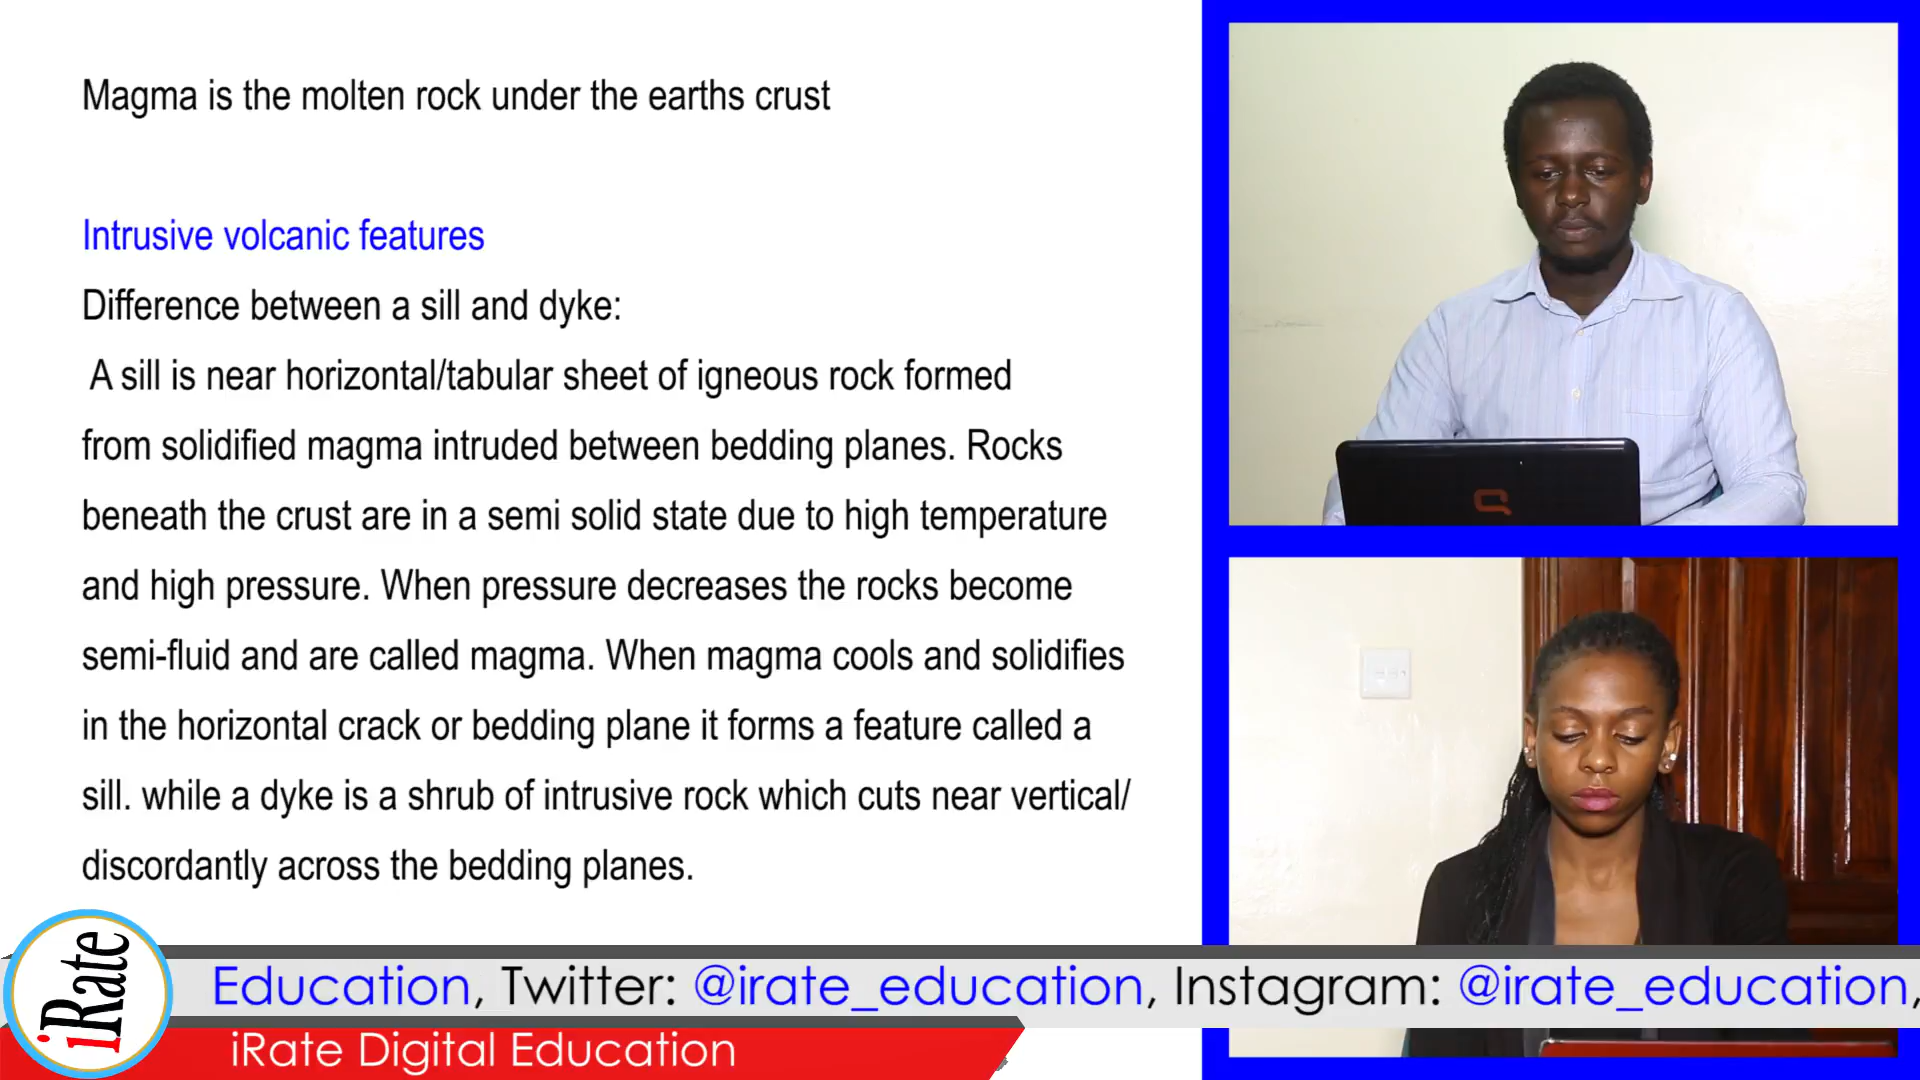 Magma is the molten rock under the earths crust
Intrusive volcanic features
Difference between a sill and dyke:
A sill is near horizontal/tabular sheet of igneous rock formed
from solidified magma intruded between bedding planes. Rocks
beneath the crust are in a semi solid state due to high temperature
and high pressure. When pressure decreases the rocks become
semi-fluid and are called magma. When magma cools and solidifies
in the horizontal crack or bedding plane it forms a feature called a
sill. while a dyke is a shrub of intrusive rock which cuts near vertical/
discordantly across the bedding planes.
iRate
Education, Twitter: @irate_education, Instagram: @irate_education,
iRate Digital Education